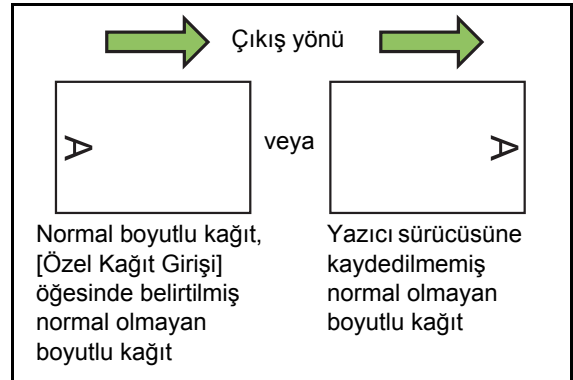 Çıkış yönü
A
veya
A
Normal boyutlu kağıt,
[Özel Kağıt Girişi]
öğesinde belirtilmiş
normal olmayan
boyutlu kağıt
Yazıcı sürücüsüne
kaydedilmemiş
normal olmayan
boyutlu kağıt